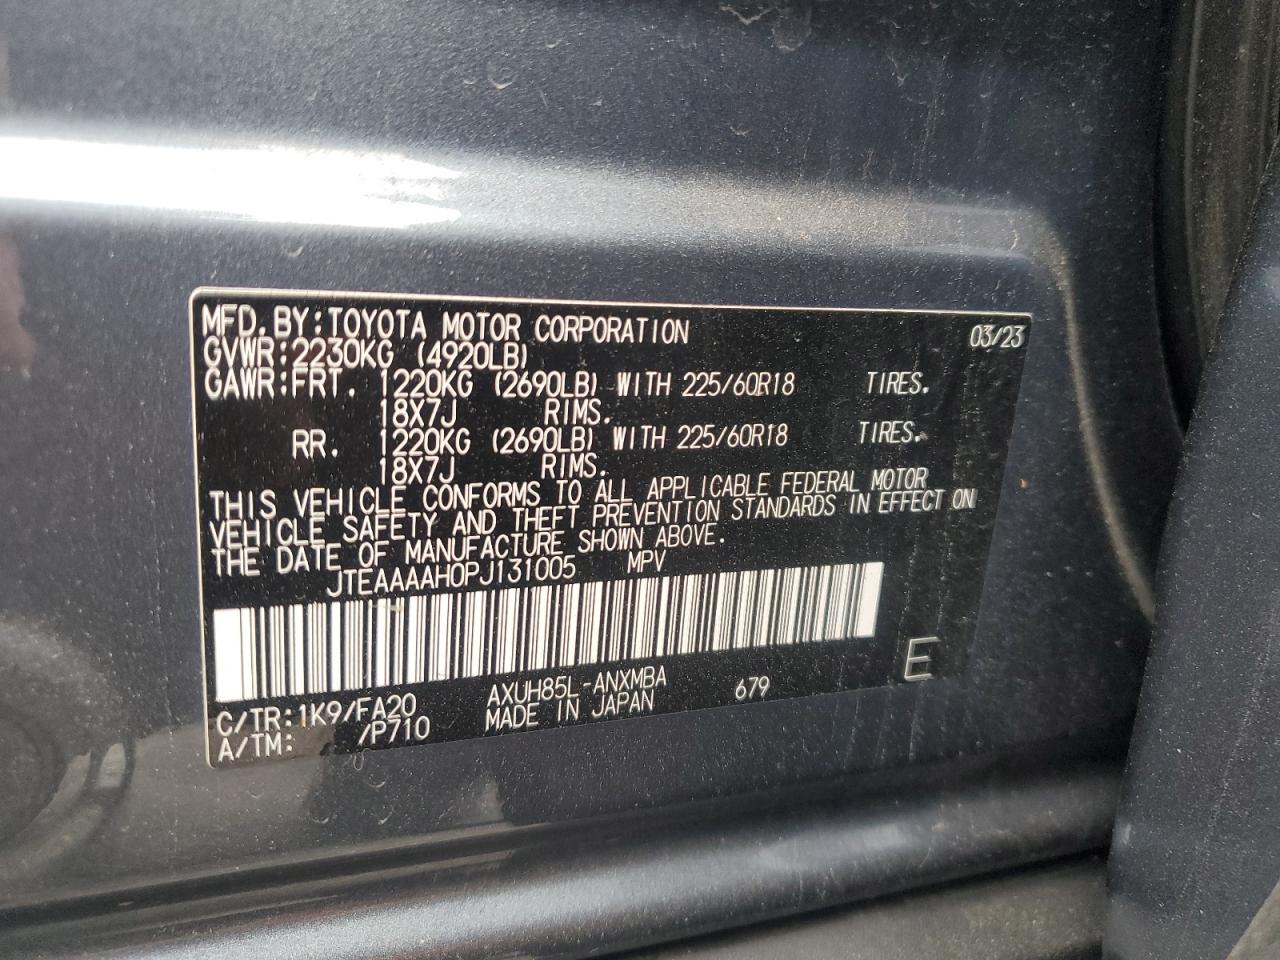 MFD. BY: TOYOTA MOTOR CORPORATION 03/23
GVWR: 2230KG (4920LB)
GAWR: FRT. 1220KG (2690LB) WITH 225/60R18 TIRES.
18X7J RIMS.
RR. 1220KG (2690LB) WITH 225/60R18 TIRES.
18X7J RIMS.
THIS VEHICLE CONFORMS TO ALL APPLICABLE FEDERAL MOTOR
VEHICLE SAFETY AND THEFT PREVENTION STANDARDS IN EFFECT ON
THE DATE OF MANUFACTURE SHOWN ABOVE.
JTEAAAAH0PJ131005 MPV
E
C/TR: 1K9/FA20 AXUH85L-ANXMBA 679
A/TM: /P710 MADE IN JAPAN